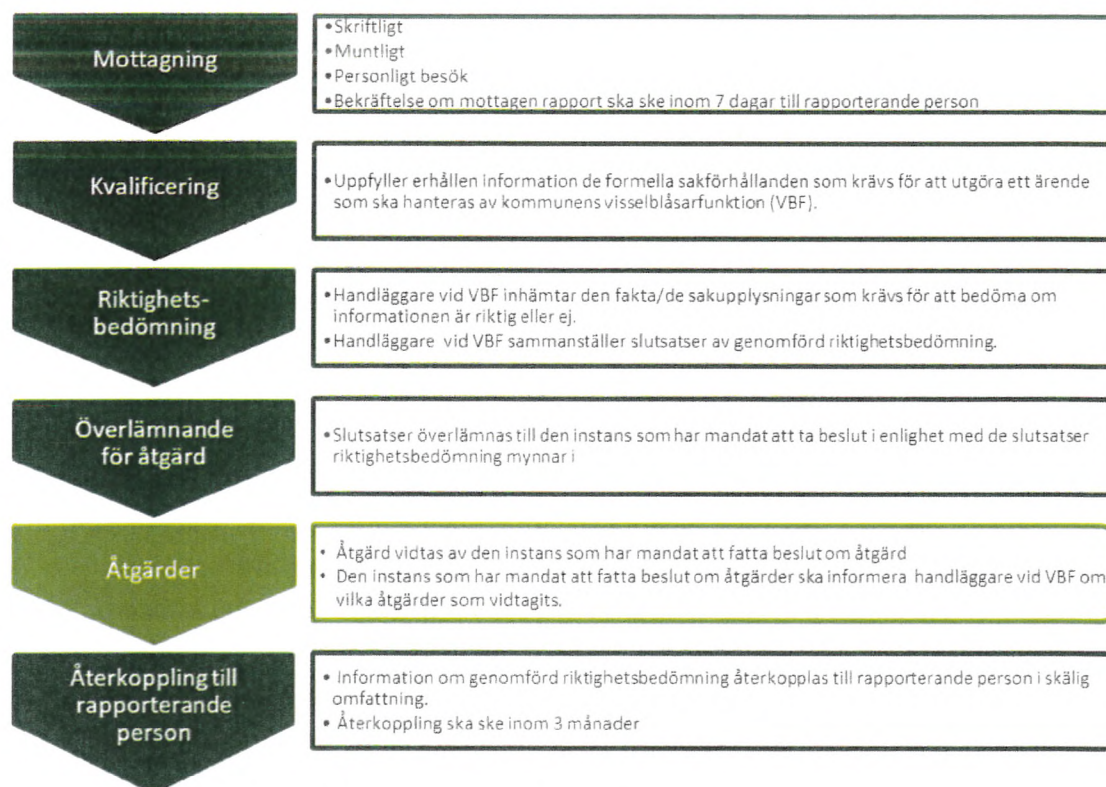 Mottagning
• Skriftligt
• Muntligt
• Personligt besök
• Bekräftelse om mottagen rapport ska ske inom 7 dagar till rapporterande person
Kvalificering
• Uppfyller erhållen information de formella sakförhållanden som krävs för att utgöra ett ärende
som ska hanteras av kommunens visselblåsarfunktion (VBF).
Riktighets-
bedömning
• Handläggare vid VBF inhämtar den fakta/de sakupplysningar som krävs för att bedöma om
informationen är riktig eller ej.
• Handläggare vid VBF sammanställer slutsatser av genomförd riktighetsbedömning.
Överlämnande
för åtgärd
• Slutsatser överlämnas till den instans som har mandat att ta beslut i enlighet med de slutsatser
riktighetsbedömning mynnar i
Åtgärder
• Åtgärd vidtas av den instans som har mandat att fatta beslut om åtgärd
• Den instans som har mandat att fatta beslut om åtgärder ska informera handläggare vid VBF om
vilka åtgärder som vidtagits.
Återkoppling till
rapporterande
person
• Information om genomförd riktighetsbedömning återkopplas till rapporterande person i skälig
omfattning.
• Återkoppling ska ske inom 3 månader